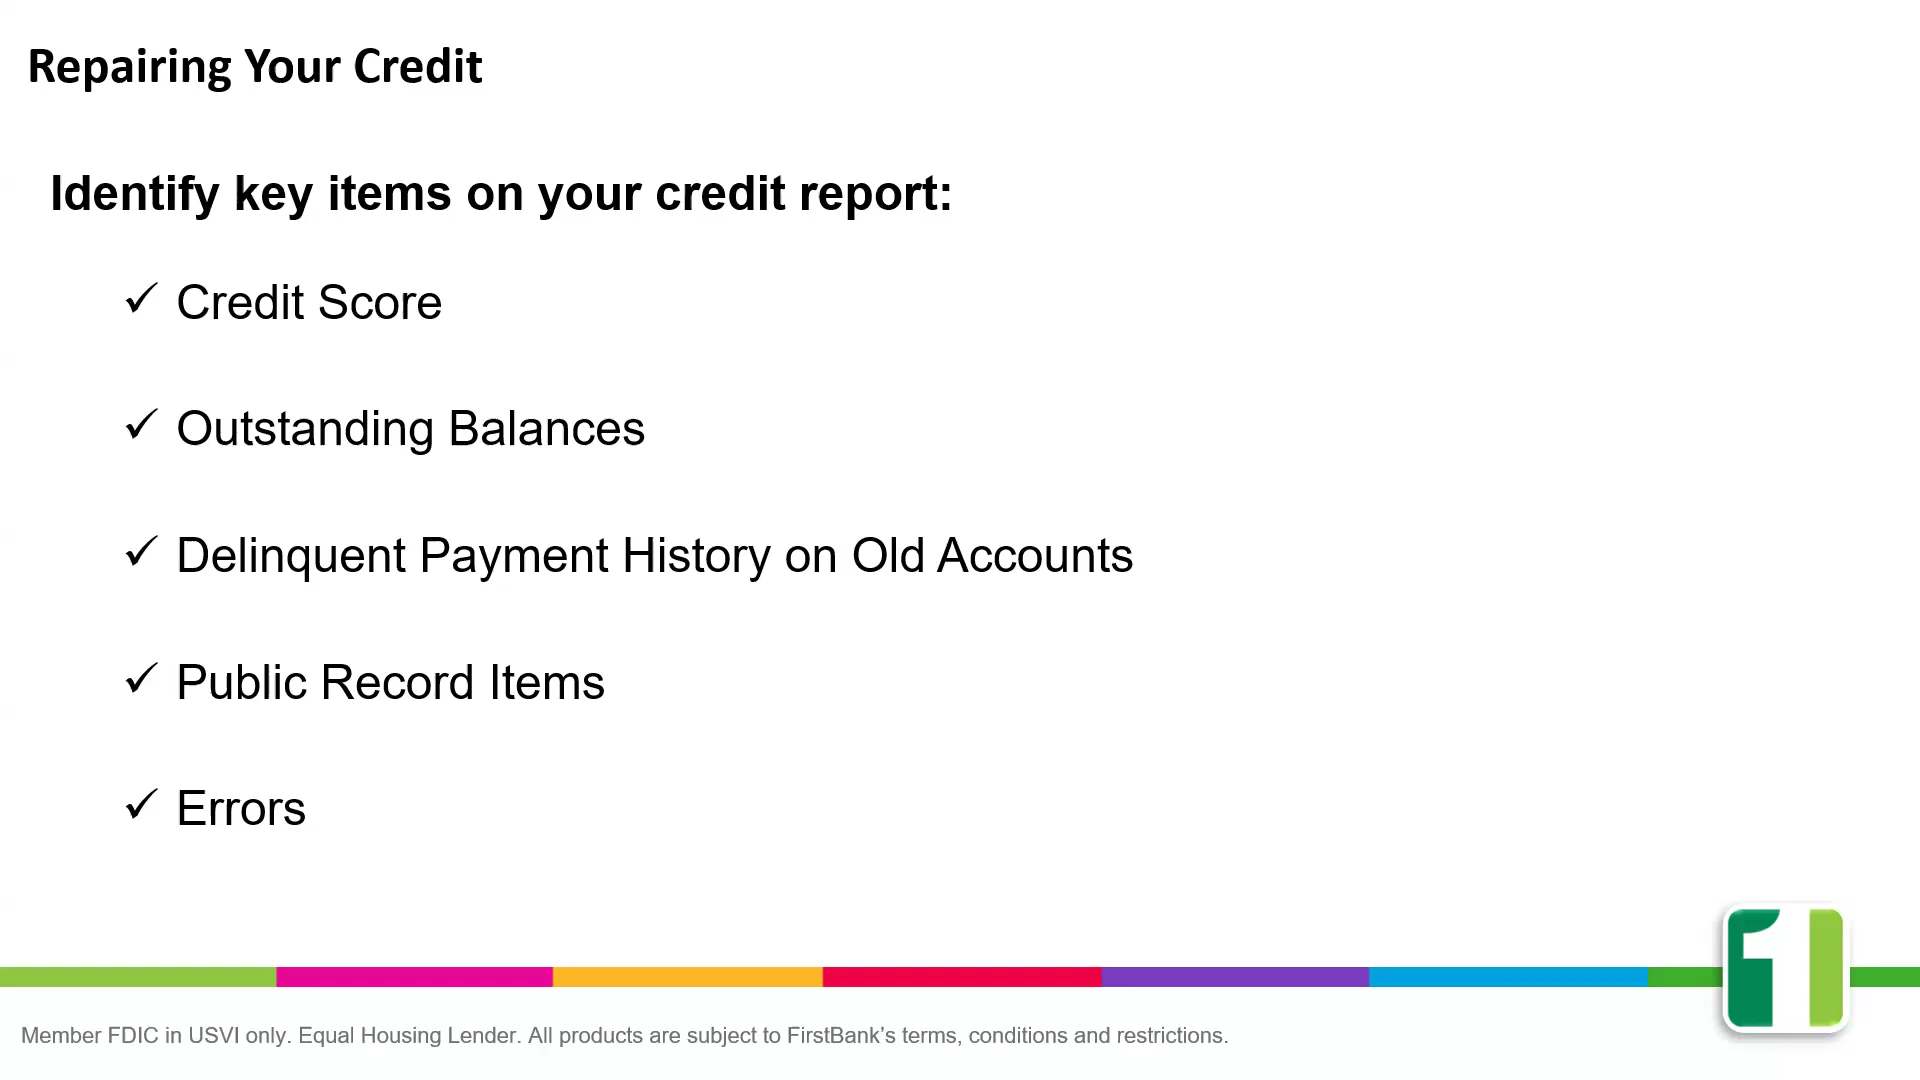 Repairing Your Credit
Identify key items on your credit report:
✓ Credit Score
✓ Outstanding Balances
✓ Delinquent Payment History on Old Accounts
✓ Public Record Items
✓ Errors
1
Member FDIC in USVI only. Equal Housing Lender. All products are subject to FirstBank’s terms, conditions and restrictions.